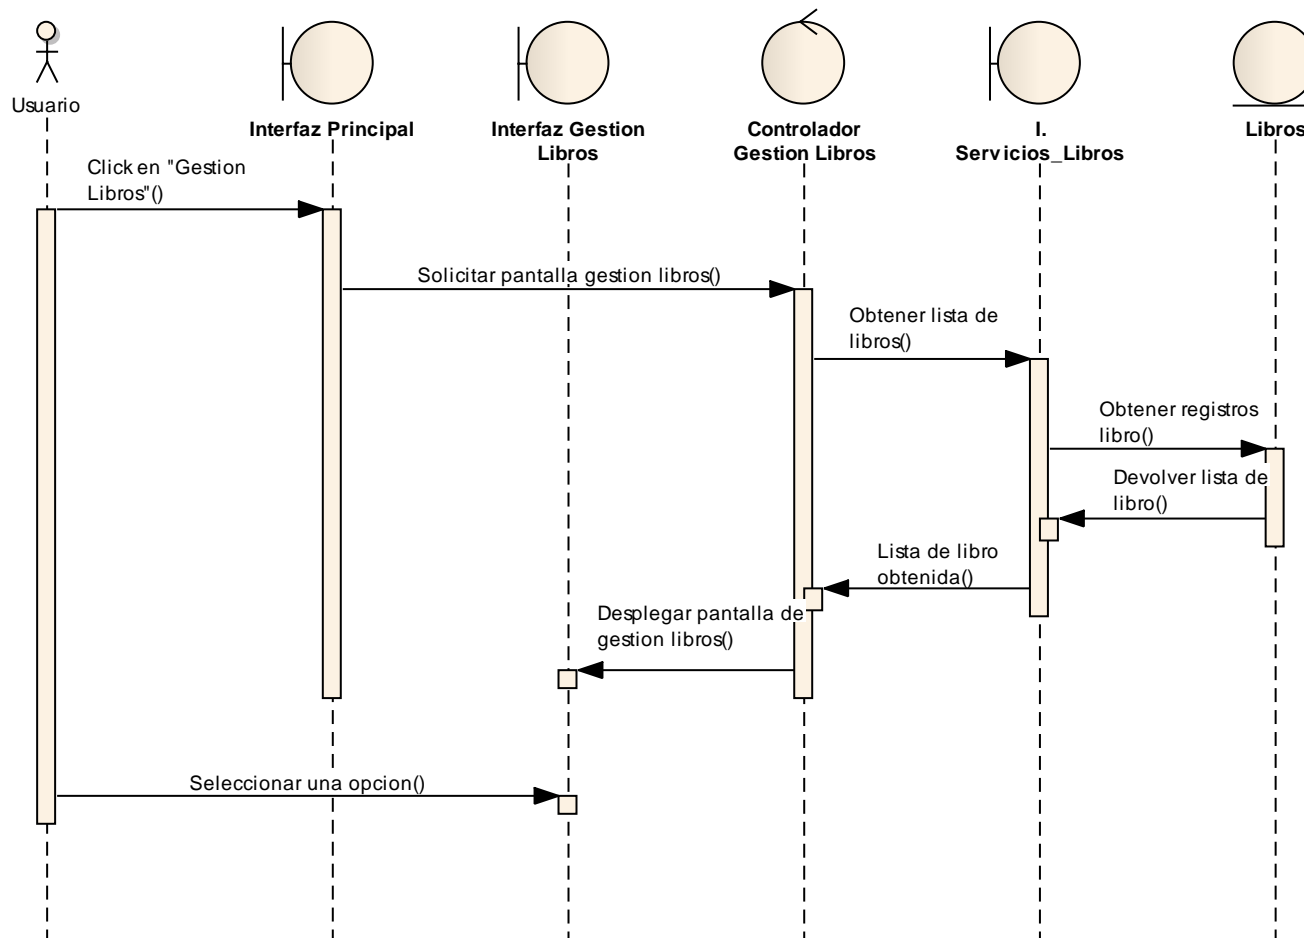 Usuario
Interfaz Principal
Interfaz Gestion
Libros
Controlador
Gestion Libros
I.
Servicios_Libros
Libros
Click en "Gestion
Libros"()
Solicitar pantalla gestion libros()
Obtener lista de
libros()
Obtener registros
libro()
Devolver lista de
libro()
Lista de libro
obtenida()
Desplegar pantalla de
gestion libros()
Seleccionar una opcion()